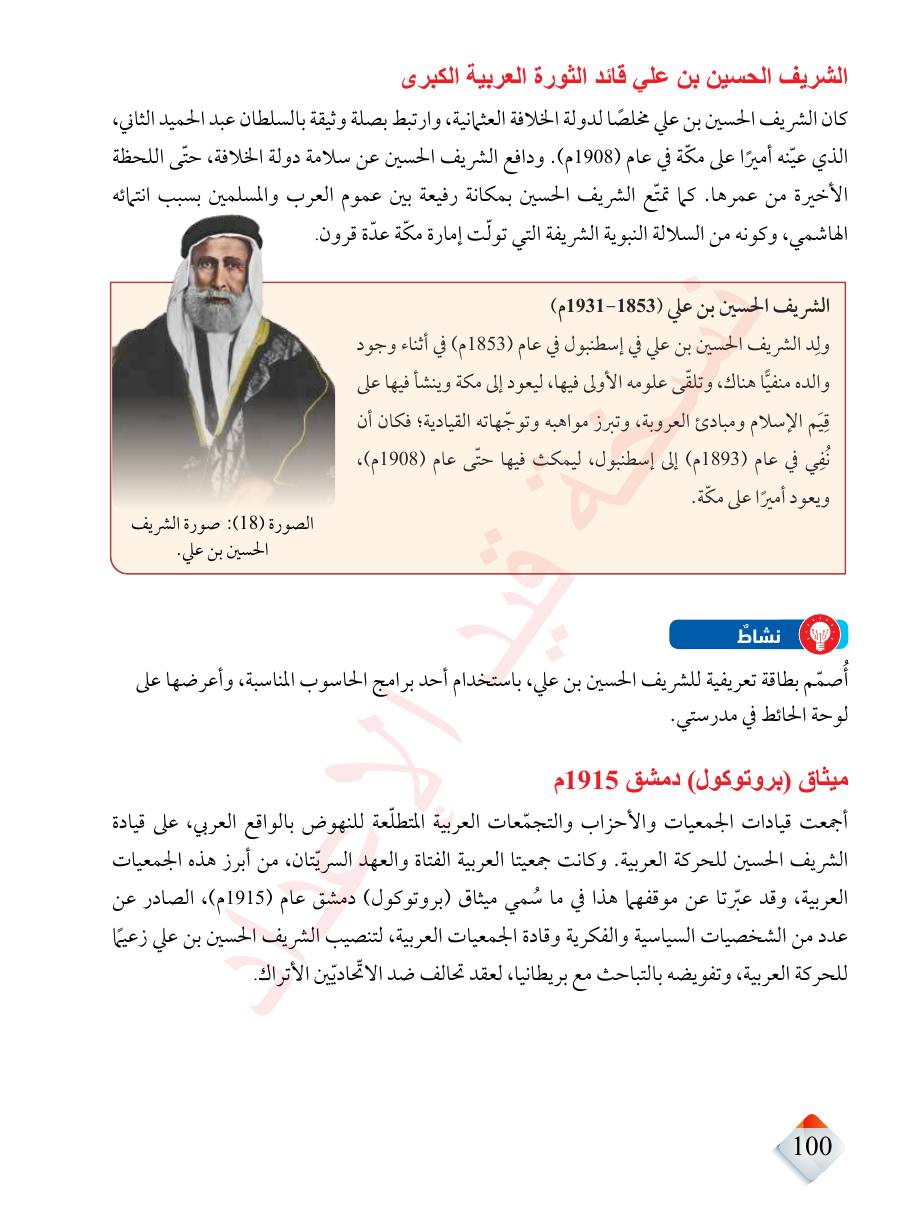 الشريف الحسين بن علي قائد الثورة العربية الكبرى
كان الشريف الحسين بن علي مخلصًا لدولة الخلافة العثمانية، وارتبط بصلة وثيقة بالسلطان عبد الحميد الثاني،
الذي عيّنه أميرًا على مكّة في عام (1908م). ودافع الشريف الحسين عن سلامة دولة الخلافة، حتّى اللحظة
الأخيرة من عمرها. كما تمتّع الشريف الحسين بمكانة رفيعة بين عموم العرب والمسلمين بسبب انتمائه
الهاشمي، وكونه من السلالة النبوية الشريفة التي تولّت إمارة مكّة عدّة قرون.
الشريف الحسين بن علي (1853–1931م)
ولِد الشريف الحسين بن علي في إسطنبول في عام (1853م) في أثناء وجود
والده منفيًّا هناك، وتلقّى علومه الأولى فيها، ليعود إلى مكة وينشأ فيها على
قِيَم الإسلام ومبادئ العروبة، وتبرز مواهبه وتوجّهاته القيادية؛ فكان أن
نُفِي في عام (1893م) إلى إسطنبول، ليمكث فيها حتّى عام (1908م)،
ويعود أميرًا على مكّة.
الصورة (18): صورة الشريف
الحسين بن علي.
نشاطٌ
أُصمّم بطاقة تعريفية للشريف الحسين بن علي، باستخدام أحد برامج الحاسوب المناسبة، وأعرضها على
لوحة الحائط في مدرستي.
ميثاق (بروتوكول) دمشق 1915م
أجمعت قيادات الجمعيات والأحزاب والتجمّعات العربية المتطلّعة للنهوض بالواقع العربي، على قيادة
الشريف الحسين للحركة العربية. وكانت جمعيتا العربية الفتاة والعهد السريّتان، من أبرز هذه الجمعيات
العربية، وقد عبّرتا عن موقفهما هذا في ما سُمي ميثاق (بروتوكول) دمشق عام (1915م)، الصادر عن
عدد من الشخصيات السياسية والفكرية وقادة الجمعيات العربية، لتنصيب الشريف الحسين بن علي زعيمًا
للحركة العربية، وتفويضه بالتباحث مع بريطانيا، لعقد تحالف ضد الاتّحاديّين الأتراك.
نسخة قيد الإعداد
100